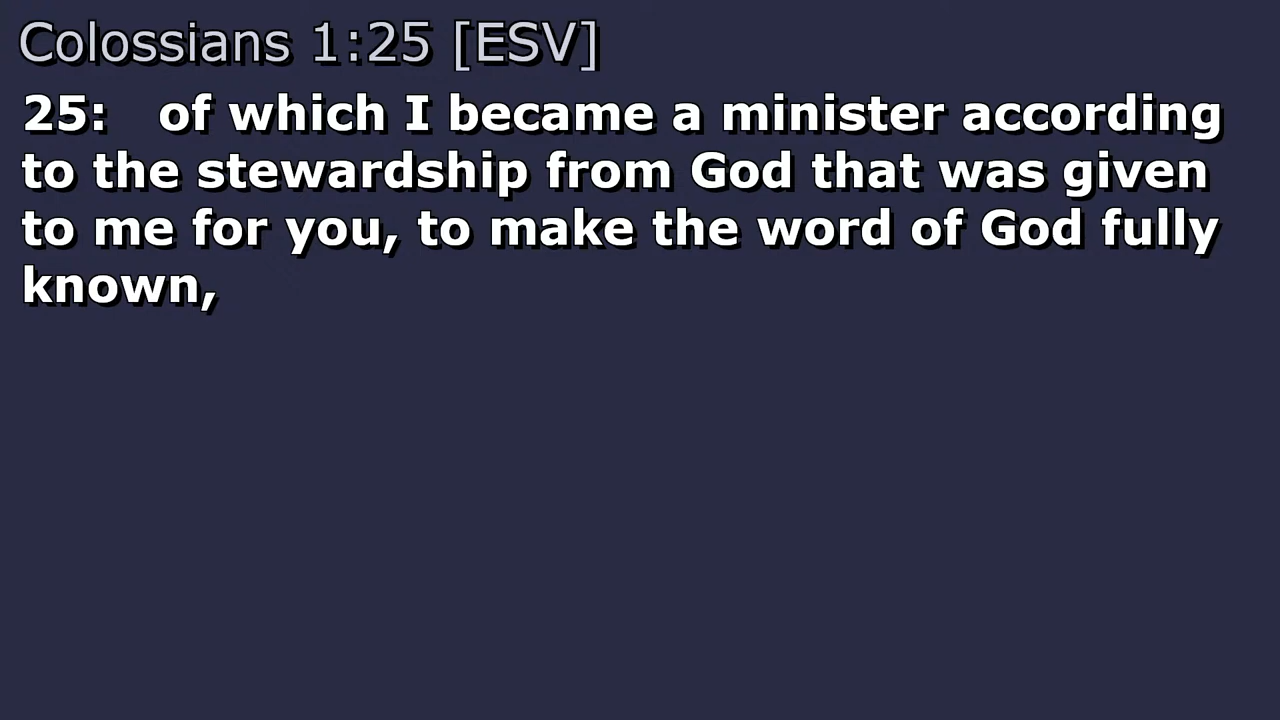 Colossians 1:25 [ESV]
25: of which I became a minister according
to the stewardship from God that was given
to me for you, to make the word of God fully
known,